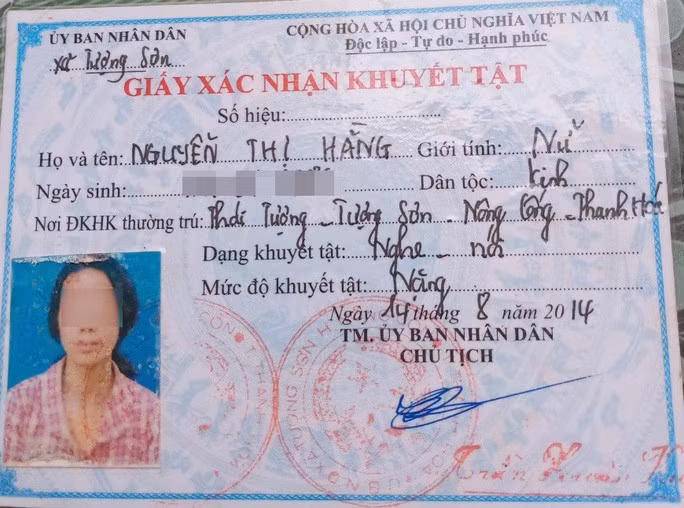 ỦY BAN NHÂN DÂN
xã Tượng Sơn
CỘNG HÒA XÃ HỘI CHỦ NGHĨA VIỆT NAM
Độc lập - Tự do - Hạnh phúc
GIẤY XÁC NHẬN KHUYẾT TẬT
Số hiệu:
Họ và tên: NGUYỄN THỊ HẰNG Giới tính: Nữ
Ngày sinh: Dân tộc: Kinh
Nơi ĐKHK thường trú: Tượng - Tượng Sơn - Nông Cống - Thanh Hóa
Dạng khuyết tật: Nghe - nói
Mức độ khuyết tật: Nặng
Ngày 14 tháng 8 năm 2014
TM. ỦY BAN NHÂN DÂN
CHỦ TỊCH